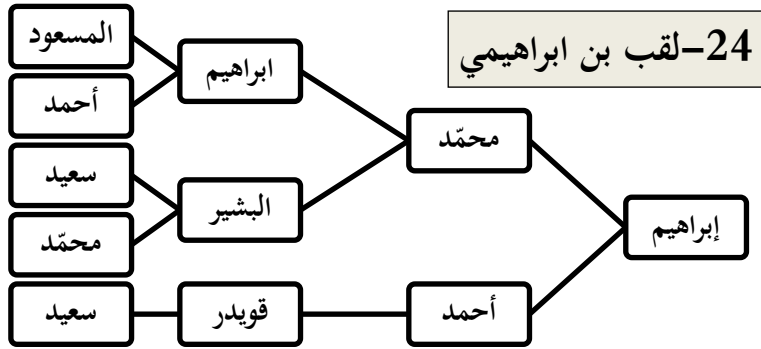 24-لقب بن ابراهيمي
إبراهيم
محمّد
أحمد
ابراهيم
البشير
قويدر
المسعود
أحمد
سعيد
محمّد
سعيد